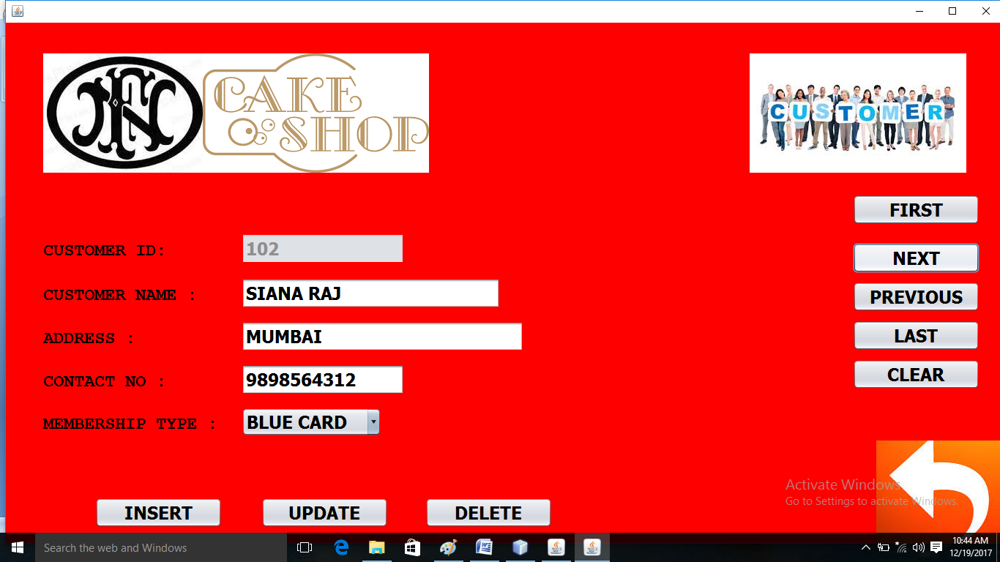 FN
CAKE
SHOP
CUSTOMER
FIRST
CUSTOMER ID:
102
NEXT
CUSTOMER NAME :
SIANA RAJ
PREVIOUS
ADDRESS :
MUMBAI
LAST
CONTACT NO :
9898564312
CLEAR
MEMBERSHIP TYPE :
BLUE CARD
Activate Windows
Go to Settings to activate Windows.
INSERT
UPDATE
DELETE
Search the web and Windows
10:44 AM
12/19/2017